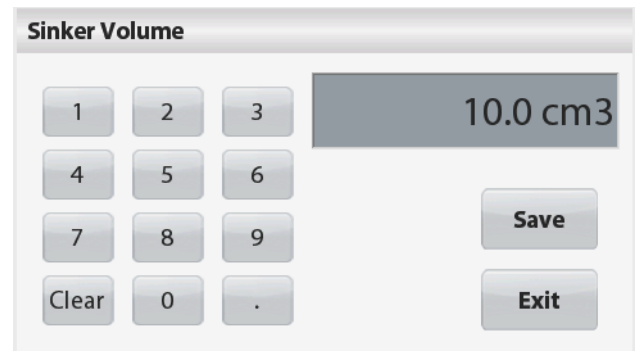 Sinker Volume
10.0 cm3
1 2 3
4 5 6
7 8 9
Clear 0 .
Save
Exit